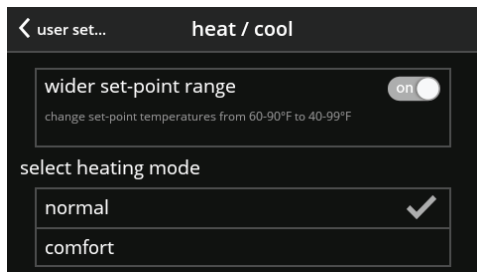 user set... heat / cool
wider set-point range on
change set-point temperatures from 60-90°F to 40-99°F
select heating mode
normal
comfort